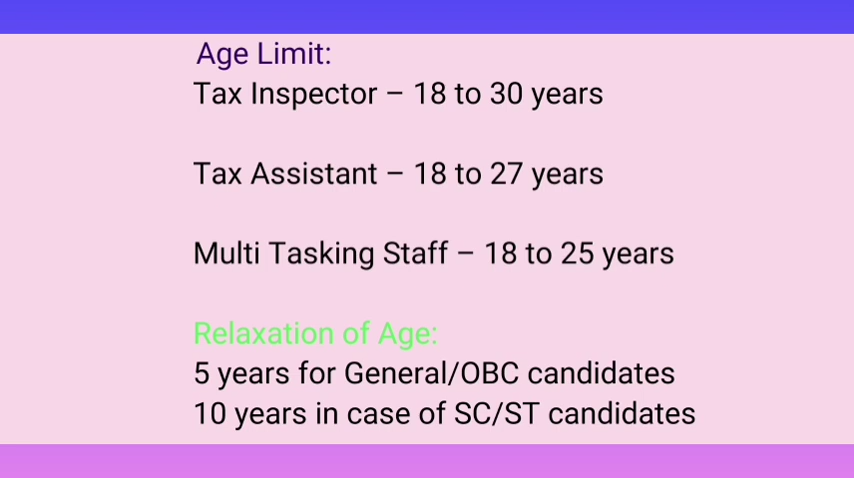 Age Limit:
Tax Inspector – 18 to 30 years
Tax Assistant – 18 to 27 years
Multi Tasking Staff – 18 to 25 years
Relaxation of Age:
5 years for General/OBC candidates
10 years in case of SC/ST candidates